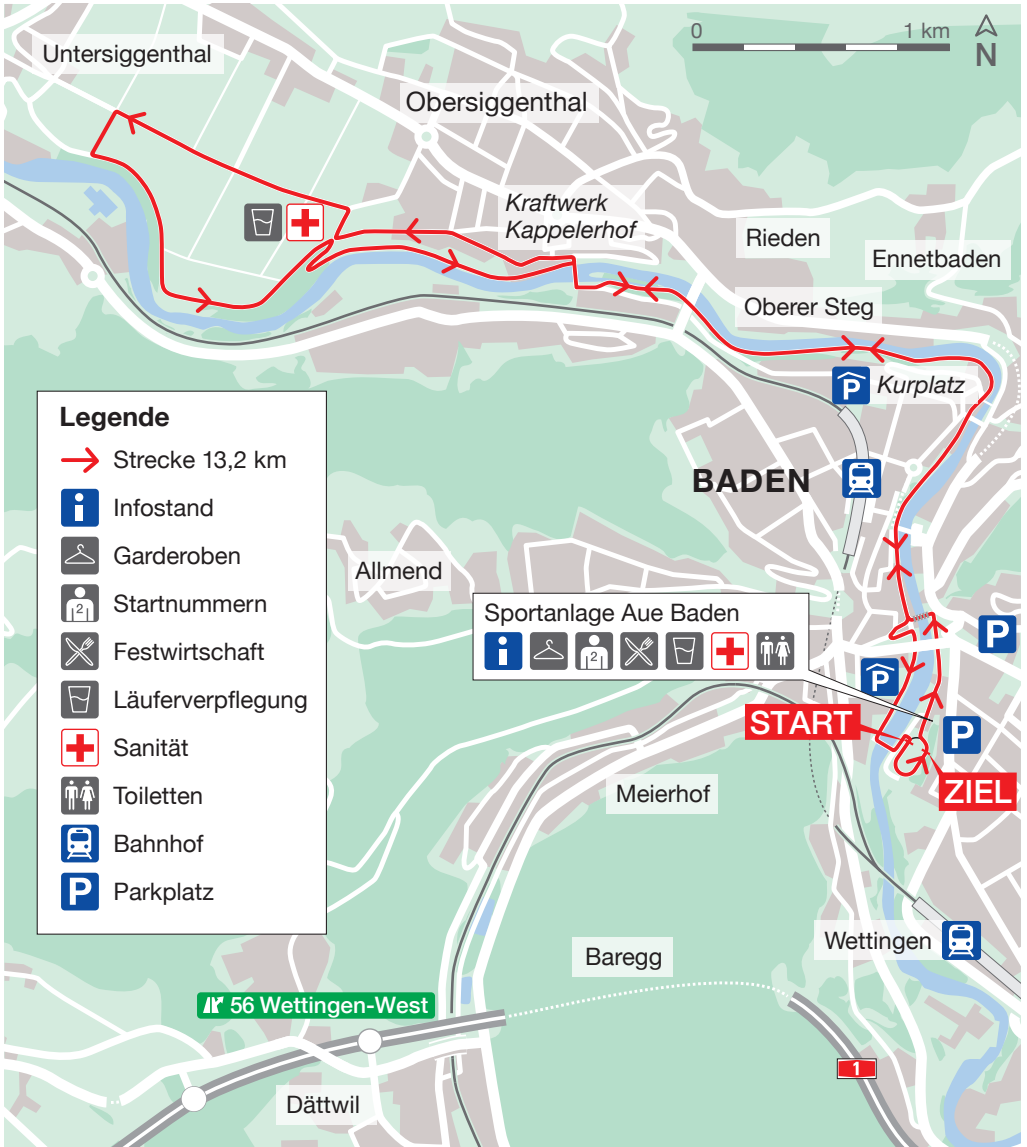 0 1 km
N
Untersiggenthal
Obersiggenthal
Kraftwerk
Kappelerhof
Rieden
Ennetbaden
Oberer Steg
P
Kurplatz
BADEN
Legende
Strecke 13,2 km
i Infostand
Garderoben
2 Startnummern
Festwirtschaft
Läuferverpflegung
Sanität
Toiletten
Bahnhof
P Parkplatz
Allmend
Sportanlage Aue Baden
i 2
P
P
START
P
ZIEL
Meierhof
Wettingen
Baregg
56 Wettingen-West
1
Dättwil